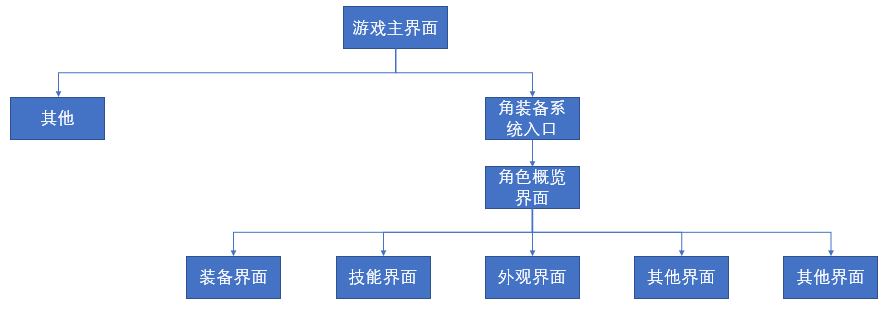 游戏主界面
其他
角装备系
统入口
角色概览
界面
装备界面
技能界面
外观界面
其他界面
其他界面